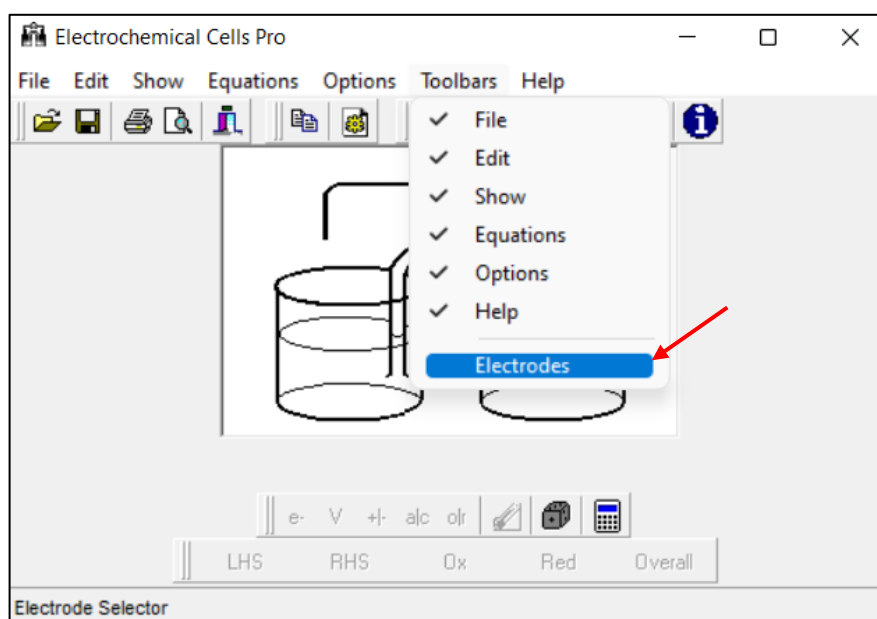 Electrochemical Cells Pro
File Edit Show Equations Options Toolbars Help
File
Edit
Show
Equations
Options
Help
Electrodes
e- V +|- a|c o|r
LHS RHS Ox Red Overall
Electrode Selector